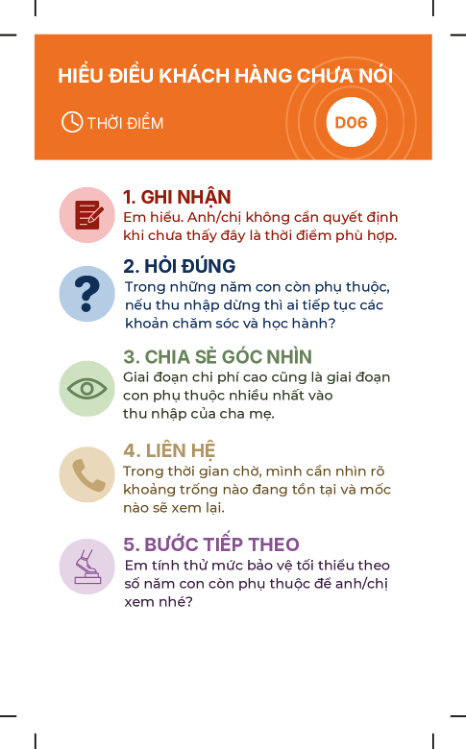 HIỂU ĐIỀU KHÁCH HÀNG CHƯA NÓI
THỜI ĐIỂM
D06
1. GHI NHẬN
Em hiểu. Anh/chị không cần quyết định
khi chưa thấy đây là thời điểm phù hợp.
2. HỎI ĐÚNG
Trong những năm con còn phụ thuộc,
nếu thu nhập dừng thì ai tiếp tục các
khoản chăm sóc và học hành?
3. CHIA SẺ GÓC NHÌN
Giai đoạn chi phí cao cũng là giai đoạn
con phụ thuộc nhiều nhất vào
thu nhập của cha mẹ.
4. LIÊN HỆ
Trong thời gian chờ, mình cần nhìn rõ
khoảng trống nào đang tồn tại và mốc
nào sẽ xem lại.
5. BƯỚC TIẾP THEO
Em tính thử mức bảo vệ tối thiểu theo
số năm con còn phụ thuộc để anh/chị
xem nhé?